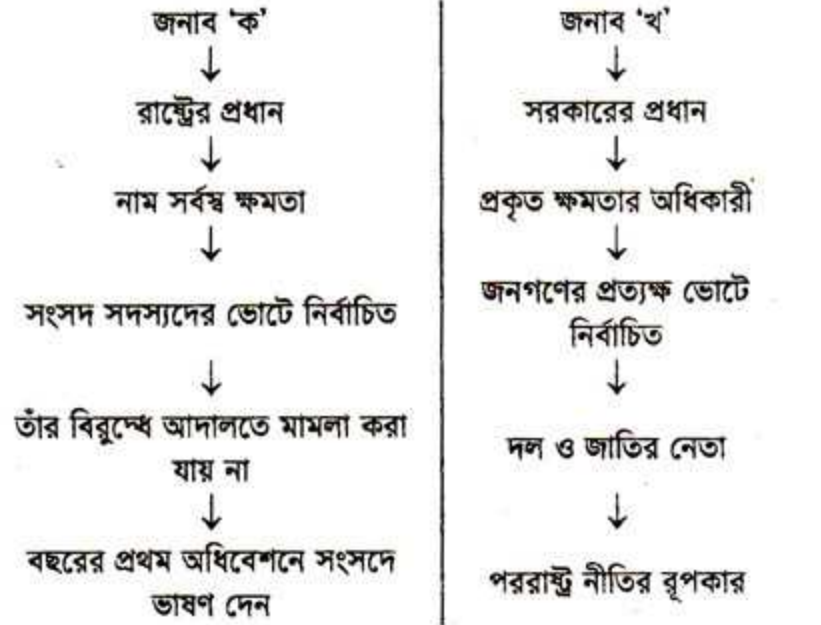 জনাব ‘ক’
রাষ্ট্রের প্রধান
নাম সর্বস্ব ক্ষমতা
সংসদ সদস্যদের ভোটে নির্বাচিত
তাঁর বিরুদ্ধে আদালতে মামলা করা
যায় না
বছরের প্রথম অধিবেশনে সংসদে
ভাষণ দেন
জনাব ‘খ’
সরকারের প্রধান
প্রকৃত ক্ষমতার অধিকারী
জনগণের প্রত্যক্ষ ভোটে
নির্বাচিত
দল ও জাতির নেতা
পররাষ্ট্র নীতির রূপকার